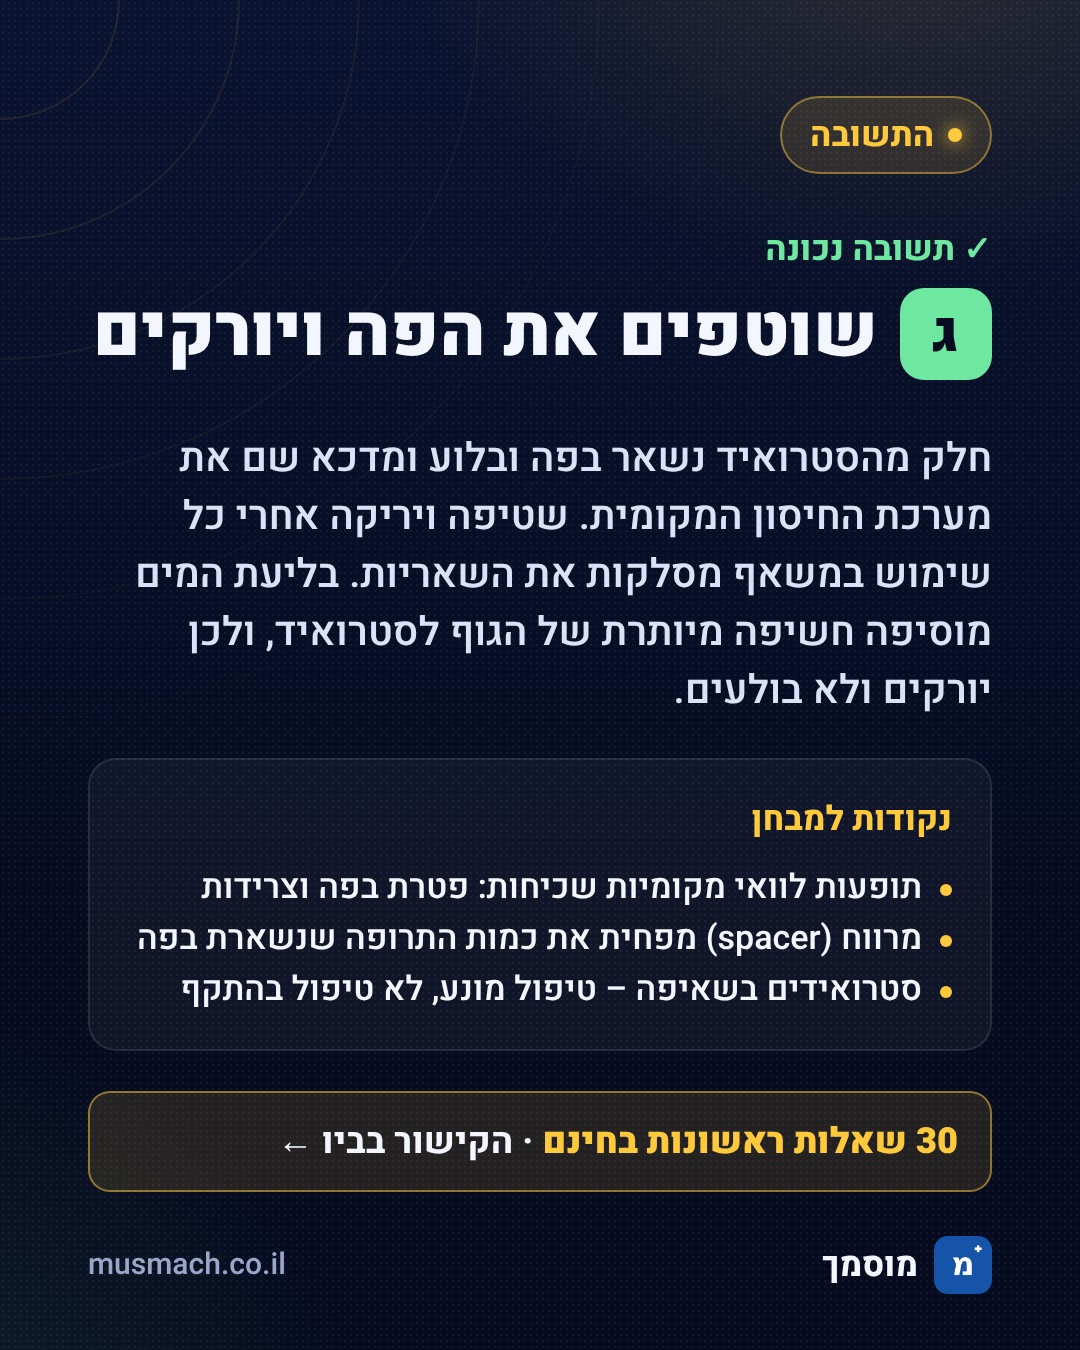 התשובה
✓ תשובה נכונה
ג
שוטפים את הפה ויורקים
חלק מהסטרואיד נשאר בפה ובלוע ומדכא שם את
מערכת החיסון המקומית. שטיפה ויריקה אחרי כל
שימוש במשאף מסלקות את השאריות. בליעת המים
מוסיפה חשיפה מיותרת של הגוף לסטרואיד, ולכן
יורקים ולא בולעים.
נקודות למבחן
• תופעות לוואי מקומיות שכיחות: פטרת בפה וצרידות
• מרווח (spacer) מפחית את כמות התרופה שנשארת בפה
• סטרואידים בשאיפה – טיפול מונע, לא טיפול בהתקף
30 שאלות ראשונות בחינם · הקישור בביו ←
מ
מוסמך
musmach.co.il